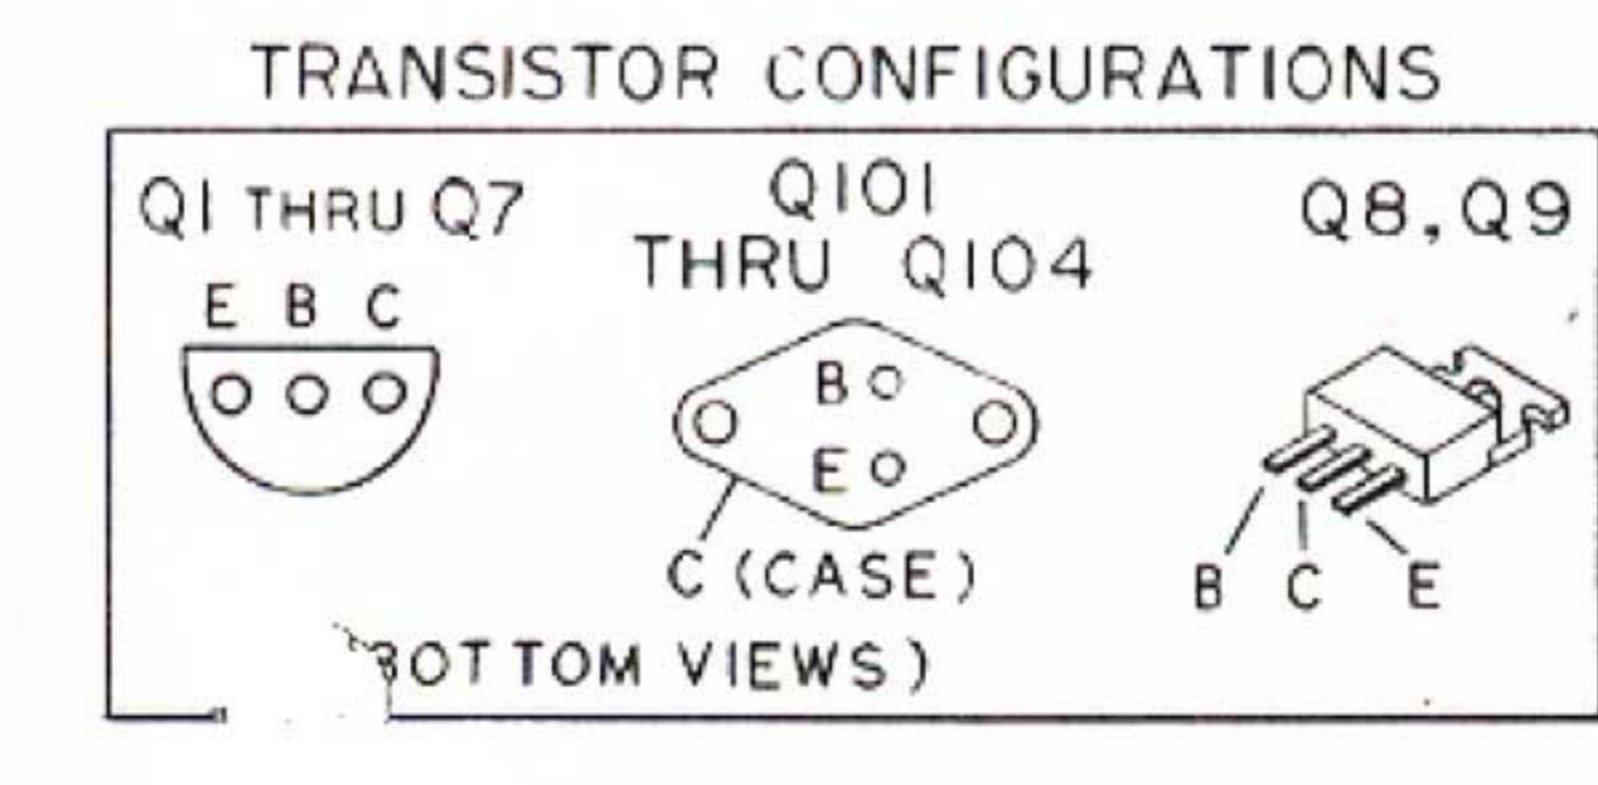 TRANSISTOR CONFIGURATIONS
Q1 THRU Q7
E B C
Q101
THRU Q104
B
E
C (CASE)
Q8, Q9
B C E
BOTTOM VIEWS)